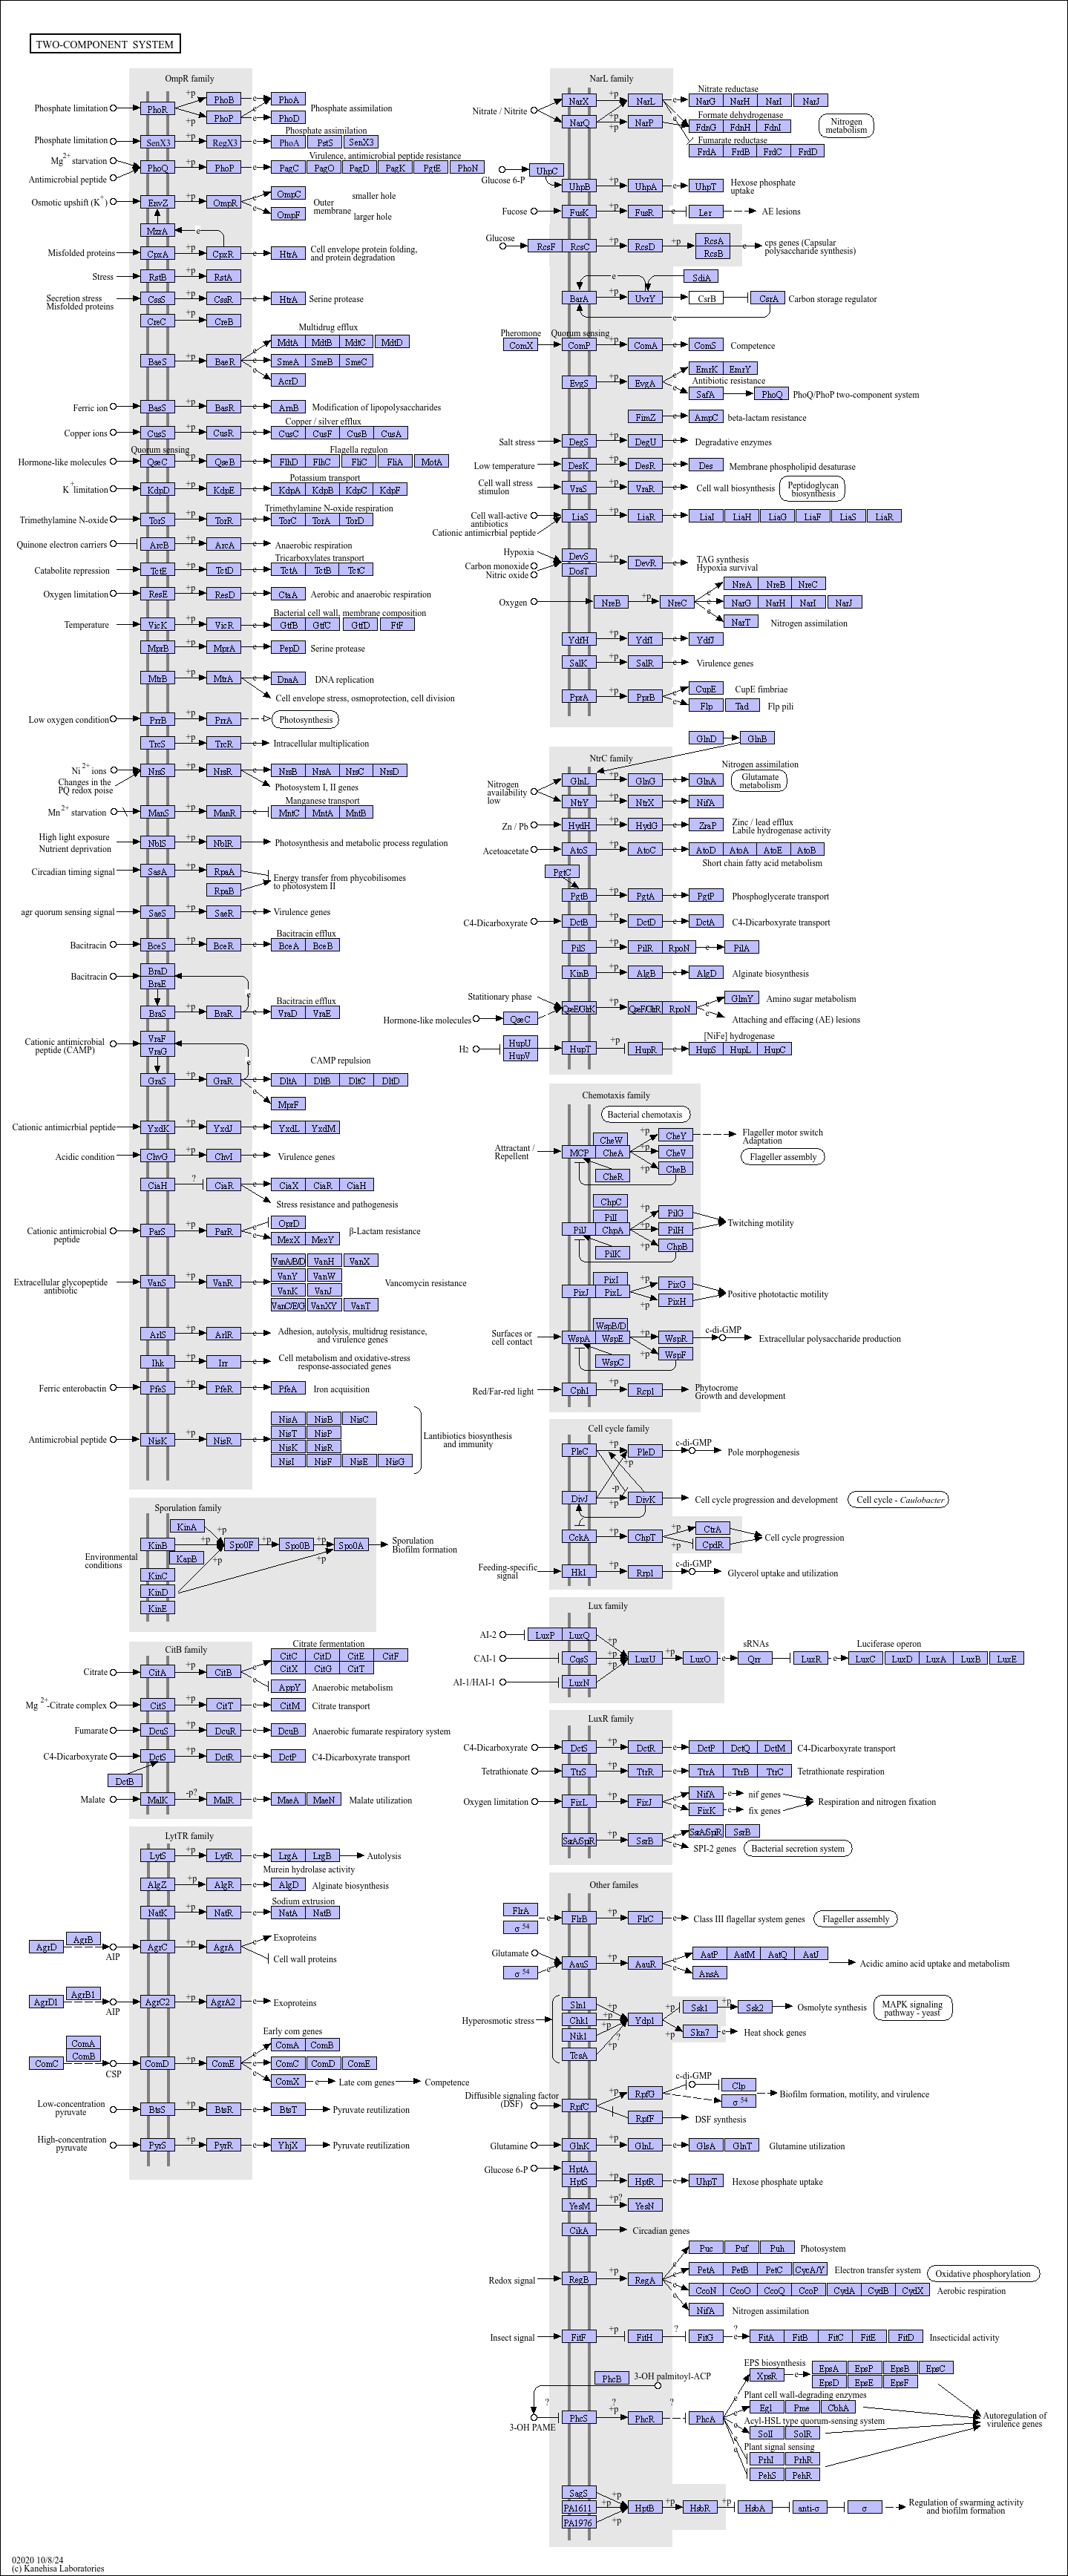 TWO-COMPONENT SYSTEM
OmpR family
Phosphate limitation
PhoR
+p
+p
PhoB
PhoP
e
e
PhoA
PhoD
Phosphate assimilation
Phosphate limitation
SenX3
+p
RegX3
e
Phosphate assimilation
PhoA PstS SenX3
Mg2+ starvation
Antimicrobial peptide
PhoQ
+p
PhoP
e
Virulence, antimicrobial peptide resistance
PagC PagO PagD PagK PgtE PhoN
Osmotic upshift (K+)
EnvZ
+p
OmpR
e
e
OmpC
OmpF
Outer
membrane
smaller hole
larger hole
MzrA
e
Misfolded proteins
CpxA
+p
CpxR
e
HtrA
Cell envelope protein folding,
and protein degradation
Stress
RstB
+p
RstA
Secretion stress
Misfolded proteins
CssS
+p
CssR
e
HtrA
Serine protease
CreC
+p
CreB
BaeS
+p
BaeR
e
e
e
Multidrug efflux
MdtA MdtB MdtC MdtD
SmeA SmeB SmeC
AcrD
Ferric ion
BasS
+p
BasR
e
ArnB
Modification of lipopolysaccharides
Copper ions
CusS
+p
CusR
e
Copper / silver efflux
CusC CusF CusB CusA
Hormone-like molecules
Quorum sensing
QseC
+p
QseB
e
Flagella regulon
FlhD FlhC FliC FliA MotA
K+ limitation
KdpD
+p
KdpE
e
Potassium transport
KdpA KdpB KdpC KdpF
Trimethylamine N-oxide
TorS
+p
TorR
e
Trimethylamine N-oxide respiration
TorC TorA TorD
Quinone electron carriers
ArcB
+p
ArcA
e
Anaerobic respiration
Catabolite repression
TctE
+p
TctD
e
Tricarboxylates transport
TctA TctB TctC
Oxygen limitation
ResE
+p
ResD
e
CtaA
Aerobic and anaerobic respiration
Temperature
VicK
+p
VicR
e
Bacterial cell wall, membrane composition
GtfB GtfC GtfD FtF
MprB
+p
MprA
e
PepD
Serine protease
MtrB
+p
MtrA
e
DnaA
DNA replication
Cell envelope stress, osmoprotection, cell division
Low oxygen condition
PrrB
+p
PrrA
Photosynthesis
TrcS
+p
TrcR
e
Intracellular multiplication
Ni2+ ions
Changes in the
PQ redox poise
NrsS
+p
NrsR
e
NrsB NrsA NrsC NrsD
Photosystem I, II genes
Mn2+ starvation
ManS
+p
ManR
e
Manganese transport
MntC MntA MntB
High light exposure
Nutrient deprivation
NblS
+p
NblR
e
Photosynthesis and metabolic process regulation
Circadian timing signal
SasA
+p
RpaA
RpaB
Energy transfer from phycobilisomes
to photosystem II
agr quorum sensing signal
SaeS
+p
SaeR
e
Virulence genes
Bacitracin
BceS
+p
BceR
e
Bacitracin efflux
BceA BceB
Bacitracin
BraD
BraE
BraS
+p
BraR
e
e
Bacitracin efflux
VraD VraE
Cationic antimicrobial
peptide (CAMP)
VraF
VraG
GraS
+p
GraR
e
e
e
CAMP repulsion
DltA DltB DltC DltD
MprF
Cationic antimicrbial peptide
YxdK
+p
YxdJ
e
YxdL YxdM
Acidic condition
ChvG
+p
ChvI
e
Virulence genes
CiaH
?
CiaR
e
CiaX CiaR CiaH
Stress resistance and pathogenesis
Cationic antimicrobial
peptide
ParS
+p
ParR
e
e
OprD
MexX MexY
β-Lactam resistance
Extracellular glycopeptide
antibiotic
VanS
+p
VanR
e
VanA/B/D VanH VanX
VanY VanW
VanK VanJ
VanC/E/G VanXY VanT
Vancomycin resistance
ArlS
+p
ArlR
e
Adhesion, autolysis, multidrug resistance,
and virulence genes
Ihk
+p
Irr
e
Cell metabolism and oxidative-stress
response-associated genes
Ferric enterobactin
PfeS
+p
PfeR
e
PfeA
Iron acquisition
Antimicrobial peptide
NisK
+p
NisR
e
NisA NisB NisC
NisT NisP
NisK NisR
NisI NisF NisE NisG
Lantibiotics biosynthesis
and immunity
Sporulation family
Environmental
conditions
KinA
KinB
KapB
KinC
KinD
KinE
+p
+p
+p
Spo0F
+p
Spo0B
+p
Spo0A
+p
Sporulation
Biofilm formation
CitB family
Citrate
CitA
+p
CitB
e
e
Citrate fermentation
CitC CitD CitE CitF
CitX CitG CitT
AppY
Anaerobic metabolism
Mg2+-Citrate complex
CitS
+p
CitT
e
CitM
Citrate transport
Fumarate
DcuS
+p
DcuR
e
DcuB
Anaerobic fumarate respiratory system
C4-Dicarboxyrate
DctS
+p
DctR
e
DctP
C4-Dicarboxyrate transport
DctB
Malate
MalK
-p?
MalR
e
MaeA MaeN
Malate utilization
LytTR family
LytS
+p
LytR
e
LrgA LrgB
Autolysis
Murein hydrolase activity
AlgZ
+p
AlgR
e
AlgD
Alginate biosynthesis
NatK
+p
NatR
e
Sodium extrusion
NatA NatB
AgrD
AgrB
AIP
AgrC
+p
AgrA
e
Exoproteins
Cell wall proteins
AgrD1
AgrB1
AIP
AgrC2
+p
AgrA2
e
Exoproteins
ComA
ComB
ComC
CSP
ComD
+p
ComE
e
e
e
Early com genes
ComA ComB
ComC ComD ComE
ComX
e
Late com genes
Competence
Low-concentration
pyruvate
BtsS
+p
BtsR
e
BtsT
Pyruvate reutilization
High-concentration
pyruvate
PyrS
+p
PyrR
e
YhjX
Pyruvate reutilization
NarL family
Nitrate / Nitrite
NarX
NarQ
+p
+p
+p
NarL
NarP
e
e
Nitrate reductase
NarG NarH NarI NarJ
Formate dehydrogenase
FdnG FdnH FdnI
Fumarate reductase
FrdA FrdB FrdC FrdD
Nitrogen
metabolism
Glucose 6-P
UhpC
UhpB
+p
UhpA
e
UhpT
Hexose phosphate
uptake
Fucose
FusK
+p
FusR
e
Ler
AE lesions
Glucose
RcsF RcsC
+p
RcsD
+p
RcsA
RcsB
e
cps genes (Capsular
polysaccharide synthesis)
SdiA
e
BarA
+p
UvrY
CsrB
CsrA
e
Carbon storage regulator
Pheromone
ComX
Quorum sensing
ComP
+p
ComA
e
ComS
Competence
EvgS
+p
EvgA
e
e
EmrK EmrY
Antibiotic resistance
SafA
PhoQ
PhoQ/PhoP two-component system
FimZ
e
AmpC
beta-lactam resistance
Salt stress
DegS
+p
DegU
e
Degradative enzymes
Low temperature
DesK
+p
DesR
e
Des
Membrane phospholipid desaturase
Cell wall stress
stimulon
VraS
+p
VraR
e
Cell wall biosynthesis
Peptidoglycan
biosynthesis
Cell wall-active
antibiotics
Cationic antimicrbial peptide
LiaS
+p
LiaR
e
LiaI LiaH LiaG LiaF LiaS LiaR
Hypoxia
Carbon monoxide
Nitric oxide
DevS
DosT
+p
DevR
e
TAG synthesis
Hypoxia survival
Oxygen
NreB
+p
NreC
e
e
e
NreA NreB NreC
NarG NarH NarI NarJ
NarT
Nitrogen assimilation
YdfH
+p
YdfI
e
YdfJ
SalK
+p
SalR
e
Virulence genes
PprA
+p
PprB
e
e
CupE
CupE fimbriae
Flp Tad
Flp pili
NtrC family
GlnD
GlnB
Nitrogen
availability
low
GlnL
+p
GlnG
e
GlnA
Nitrogen assimilation
Glutamate
metabolism
NtrY
+p
NtrX
e
NifA
Zn / Pb
HydH
+p
HydG
e
ZraP
Zinc / lead efflux
Labile hydrogenase activity
Acetoacetate
AtoS
+p
AtoC
e
AtoD AtoA AtoE AtoB
Short chain fatty acid metabolism
PgtC
PgtB
+p
PgtA
e
PgtP
Phosphoglycerate transport
C4-Dicarboxyrate
DctB
+p
DctD
e
DctA
C4-Dicarboxyrate transport
PilS
+p
PilR RpoN
e
PilA
KinB
+p
AlgB
e
AlgD
Alginate biosynthesis
Statitionary phase
Hormone-like molecules
QseC
QseE/GlrK
+p
QseF/GlrR RpoN
e
e
GlmY
Amino sugar metabolism
Attaching and effacing (AE) lesions
H2
HupU
HupV
HupT
+p
HupR
e
[NiFe] hydrogenase
HupS HupL HupC
Chemotaxis family
Bacterial chemotaxis
Attractant /
Repellent
CheW
MCP CheA
CheR
+p
+p
+p
CheY
CheV
CheB
Flageller motor switch
Adaptation
Flageller assembly
ChpC
PilI
PilJ ChpA
PilK
+p
+p
+p
PilG
PilH
ChpB
Twitching motility
PixI
PixJ PixL
+p
+p
PixG
PixH
Positive phototactic motility
Surfaces or
cell contact
WspB/D
WspA WspE
WspC
+p
+p
WspR
WspF
c-di-GMP
Extracellular polysaccharide production
Red/Far-red light
Cph1
+p
Rcp1
Phytocrome
Growth and development
Cell cycle family
PleC
+p
PleD
c-di-GMP
Pole morphogenesis
+p
-p
DivJ
+p
DivK
Cell cycle progression and development
Cell cycle - Caulobacter
CckA
+p
ChpT
+p
+p
CtrA
CpdR
Cell cycle progression
Feeding-specific
signal
Hk1
+p
Rrp1
c-di-GMP
Glycerol uptake and utilization
Lux family
AI-2
LuxP LuxQ
CAI-1
CqsS
AI-1/HAI-1
LuxN
+p
+p
+p
LuxU
+p
LuxO
e
sRNAs
Qrr
LuxR
e
Luciferase operon
LuxC LuxD LuxA LuxB LuxE
LuxR family
C4-Dicarboxyrate
DctS
+p
DctR
e
DctP DctQ DctM
C4-Dicarboxyrate transport
Tetrathionate
TtrS
+p
TtrR
e
TtrA TtrB TtrC
Tetrathionate respiration
Oxygen limitation
FixL
+p
FixJ
e
e
NifA
e
nif genes
FixK
e
fix genes
Respiration and nitrogen fixation
SsrA/SpiR
+p
SsrB
e
e
SsrA/SpiR SsrB
SPI-2 genes
Bacterial secretion system
Other familes
FlrA
σ54
e
FlrB
+p
FlrC
e
Class III flagellar system genes
Flageller assembly
Glutamate
σ54
e
AauS
+p
AauR
e
e
AatP AatM AatQ AatJ
AnsA
Acidic amino acid uptake and metabolism
Hyperosmotic stress
Sln1
Chk1
Nik1
TcsA
+p
+p
+p
?
+p
Ypd1
+p
+p
Ssk1
+p
Ssk2
Skn7
Osmolyte synthesis
MAPK signaling
pathway - yeast
Heat shock genes
Diffusible signaling factor
(DSF)
RpfC
+p
RpfG
RpfF
c-di-GMP
Clp
σ54
Biofilm formation, motility, and virulence
DSF synthesis
Glutamine
GlnK
+p
GlnL
e
GlsA GlnT
Glutamine utilization
Glucose 6-P
HptA
HptS
+p
HptR
e
UhpT
Hexose phosphate uptake
YesM
+p?
YesN
CikA
Circadian genes
Redox signal
RegB
+p
RegA
e
e
e
e
Puc Puf Puh
Photosystem
PetA PetB PetC CycA/Y
Electron transfer system
Oxidative phosphorylation
CcoN CcoO CcoQ CcoP CydA CydB CydX
Aerobic respiration
NifA
Nitrogen assimilation
Insect signal
FitF
+p
FitH
?
FitG
?
e
FitA FitB FitC FitE FitD
Insecticidal activity
PhcB
3-OH palmitoyl-ACP
?
3-OH PAME
PhcS
?
PhcR
?
PhcA
e
e
e
e
e
EPS biosynthesis
XpsR
e
EpsA EpsP EpsB EpsC
EpsD EpsE EpsF
Plant cell wall-degrading enzymes
Egl Pme CbhA
Acyl-HSL type quorum-sensing system
SolI SolR
Plant signal sensing
PrhI PrhR
PehS PehR
Autoregulation of
virulence genes
SagS
PA1611
PA1976
+p
+p
+p
HptB
+p
HsbR
+p
HsbA
anti-σ
σ
Regulation of swarming activity
and biofilm formation
02020 10/8/24
(c) Kanehisa Laboratories